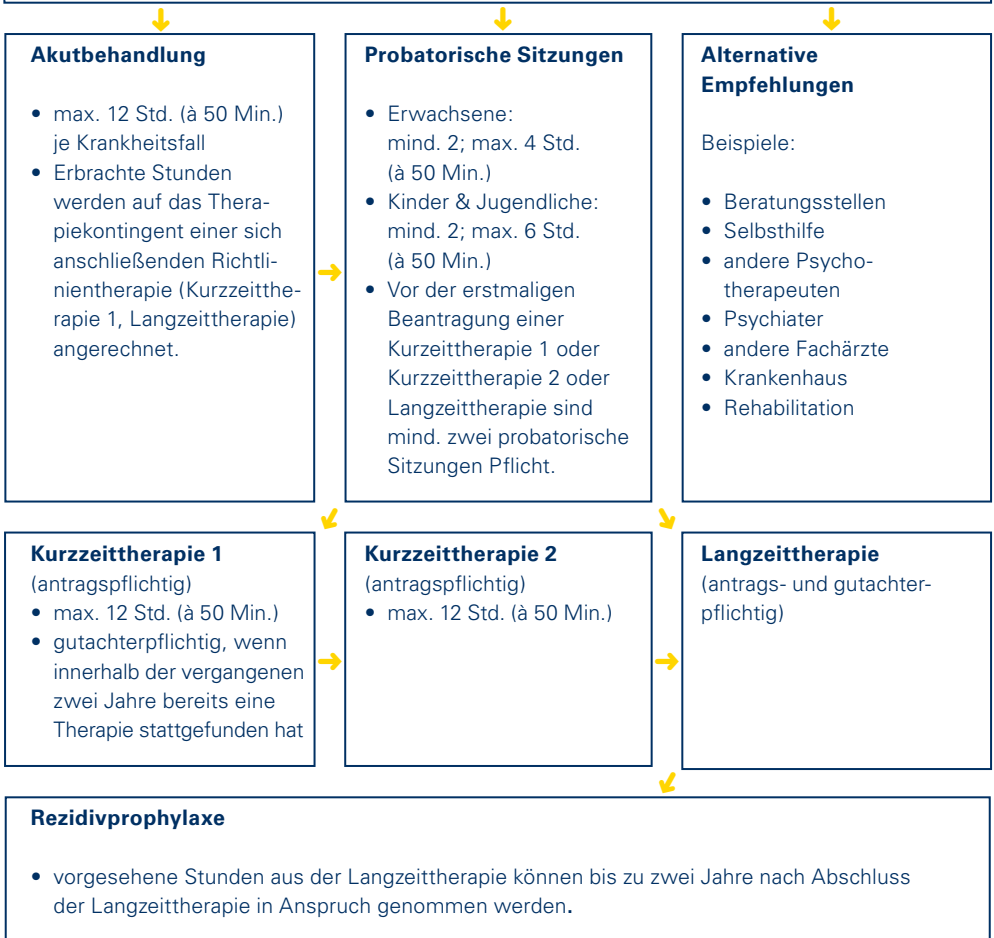 Akutbehandlung
• max. 12 Std. (à 50 Min.)
je Krankheitsfall
• Erbrachte Stunden
werden auf das Thera-
piekontingent einer sich
anschließenden Richtli-
nientherapie (Kurzzeitthe-
rapie 1, Langzeittherapie)
angerechnet.
Probatorische Sitzungen
• Erwachsene:
mind. 2; max. 4 Std.
(à 50 Min.)
• Kinder & Jugendliche:
mind. 2; max. 6 Std.
(à 50 Min.)
• Vor der erstmaligen
Beantragung einer
Kurzeittherapie 1 oder
Kurzzeittherapie 2 oder
Langzeittherapie sind
mind. zwei probatorische
Sitzungen Pflicht.
Alternative
Empfehlungen
Beispiele:
• Beratungsstellen
• Selbsthilfe
• andere Psycho-
therapeuten
• Psychiater
• andere Fachärzte
• Krankenhaus
• Rehabilitation
Kurzzeittherapie 1
(antragspflichtig)
• max. 12 Std. (à 50 Min.)
• gutachterpflichtig, wenn
innerhalb der vergangenen
zwei Jahre bereits eine
Therapie stattgefunden hat
Kurzzeittherapie 2
(antragspflichtig)
• max. 12 Std. (à 50 Min.)
Langzeittherapie
(antrags- und gutachter-
pflichtig)
Rezidivprophylaxe
• vorgesehene Stunden aus der Langzeittherapie können bis zu zwei Jahre nach Abschluss
der Langzeittherapie in Anspruch genommen werden.